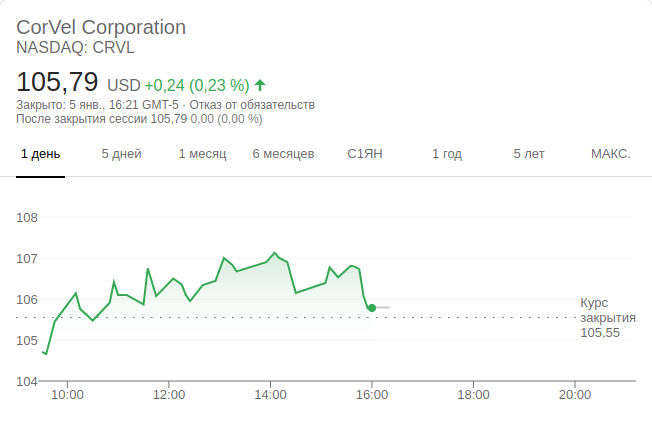 CorVel Corporation
NASDAQ: CRVL
105,79 USD +0,24 (0,23 %)
Закрыто: 5 янв., 16:21 GMT-5 · Отказ от обязательств
После закрытия сессии 105,79 0,00 (0,00 %)
1 день 5 дней 1 месяц 6 месяцев С1ЯН 1 год 5 лет МАКС.
108
107
106
105
104
Курс
закрытия
105,55
10:00 12:00 14:00 16:00 18:00 20:00